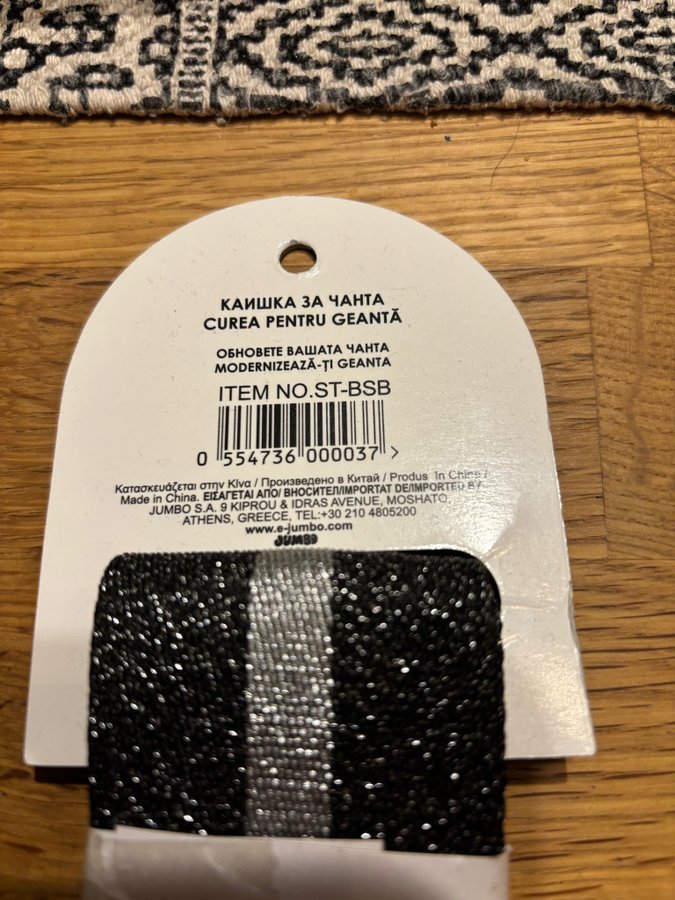 КАИШКА ЗА ЧАНТА
CUREA PENTRU GEANTĂ
ОБНОВЕТЕ ВАШАТА ЧАНТА
MODERNIZEAZĂ-ȚI GEANTA
ITEM NO.ST-BSB
0 554736 000037 >
Κατασκευάζεται στην Κίνα / Произведено в Китай / Produs în China /
Made in China. ΕΙΣΑΓΕΤΑΙ ΑΠΟ/ ВНОСИТЕЛ/IMPORTAT DE/IMPORTED BY
JUMBO S.A. 9 KIPROU & IDRAS AVENUE, MOSHATO,
ATHENS, GREECE, TEL:+30 210 4805200
www.e-jumbo.com
JUMBO